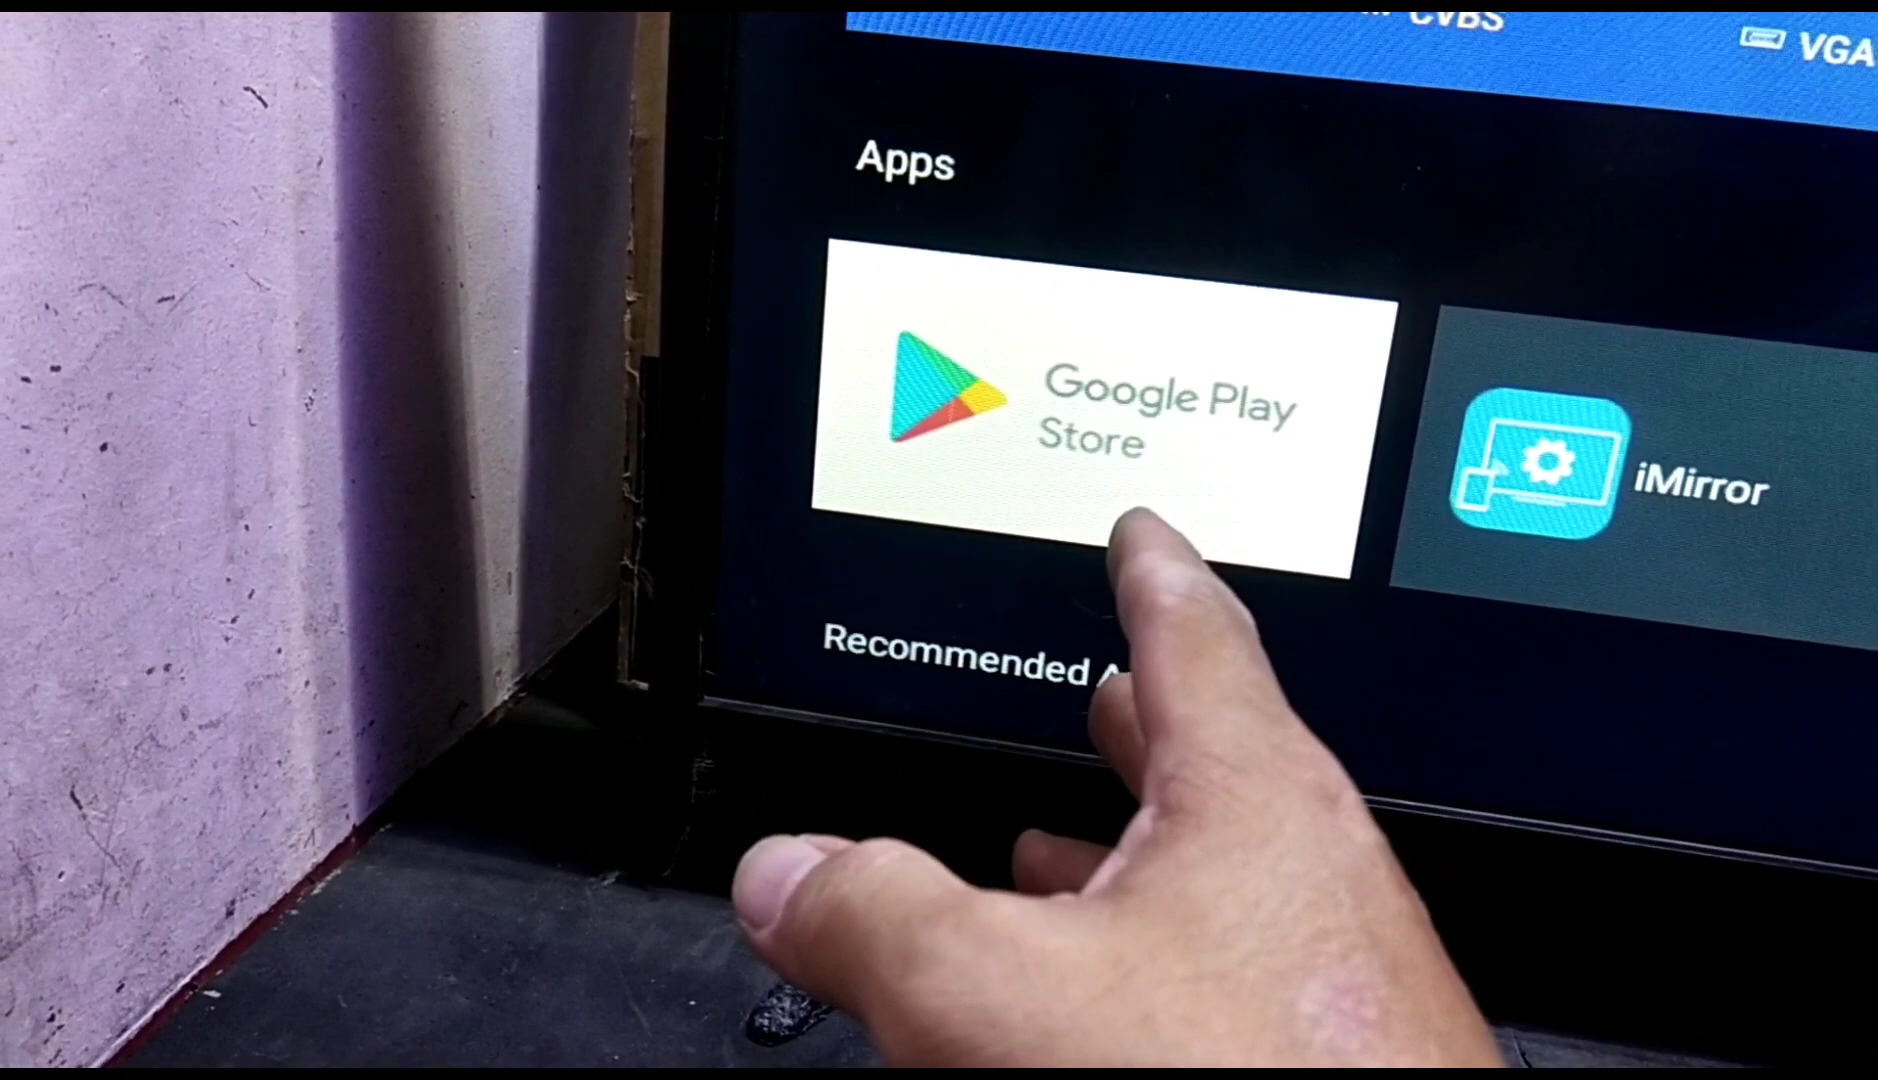 CVBS
VGA
Apps
Google Play
Store
iMirror
Recommended